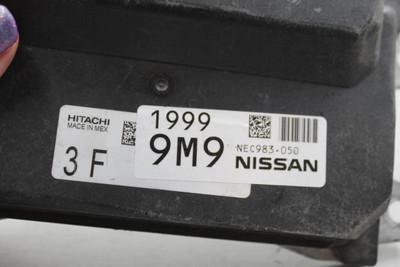 HITACHI
MADE IN MEX
3 F
1999
9M9
NEC983-050
NISSAN